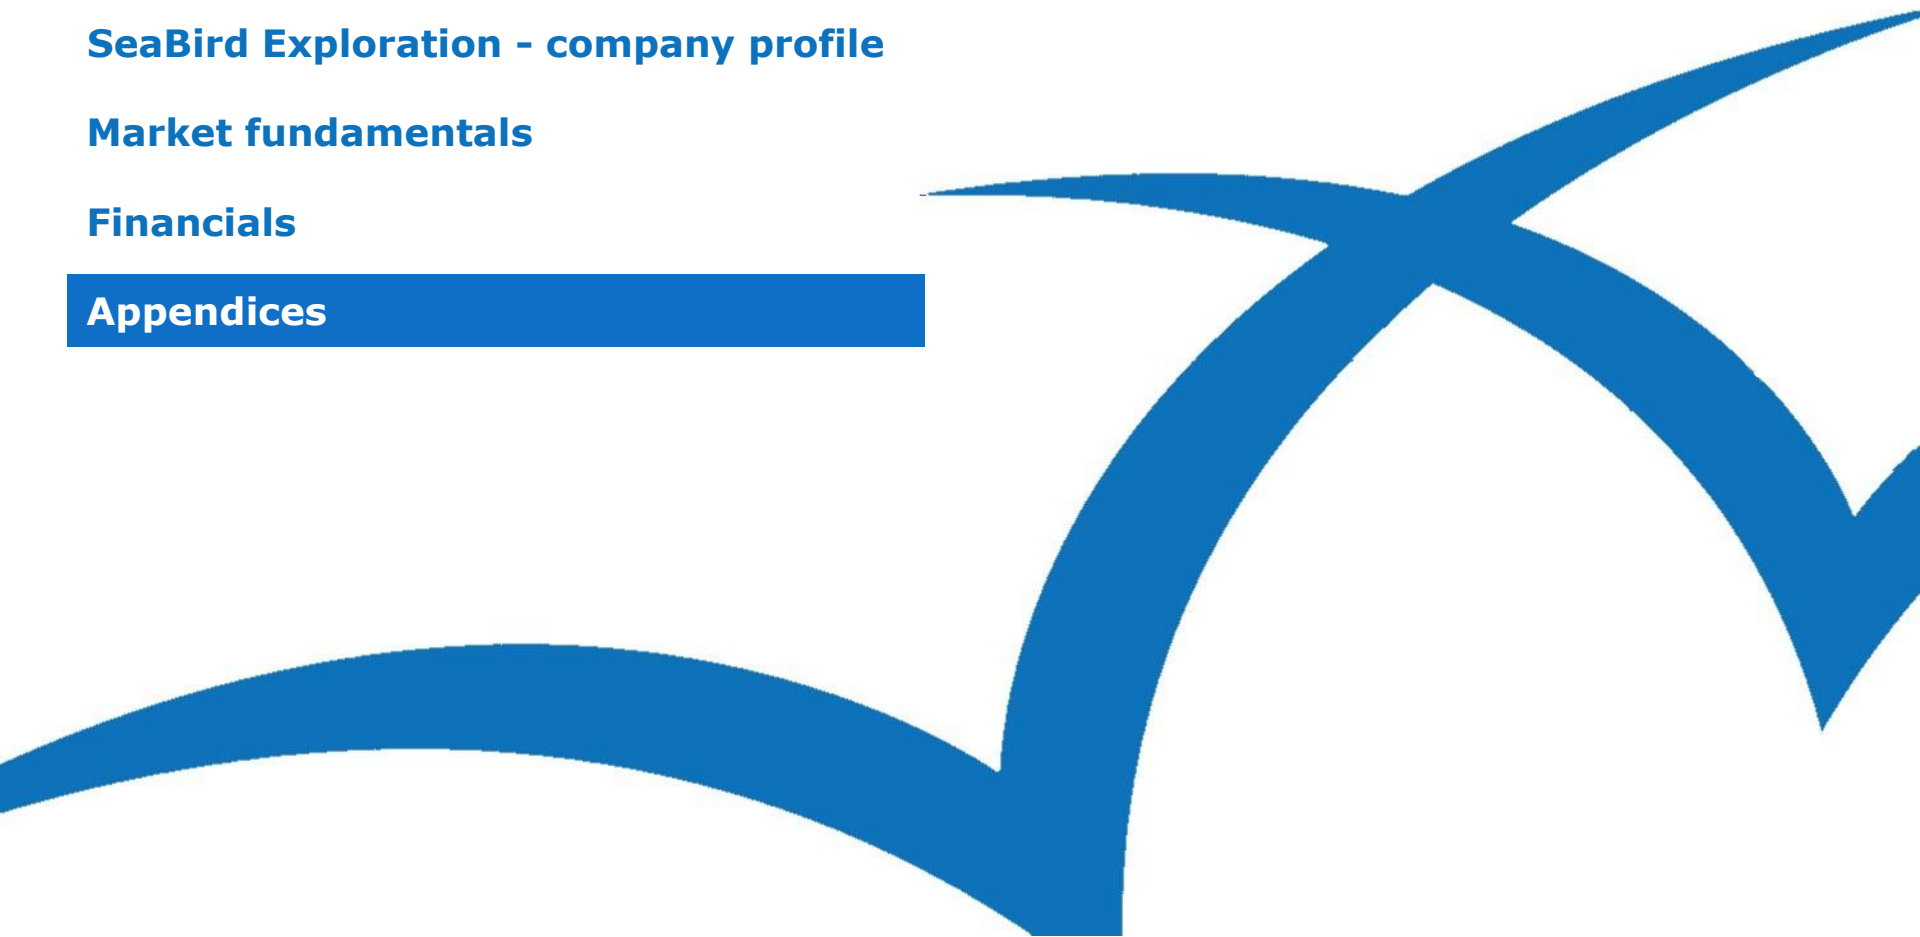 SeaBird Exploration - company profile
Market fundamentals
Financials
Appendices